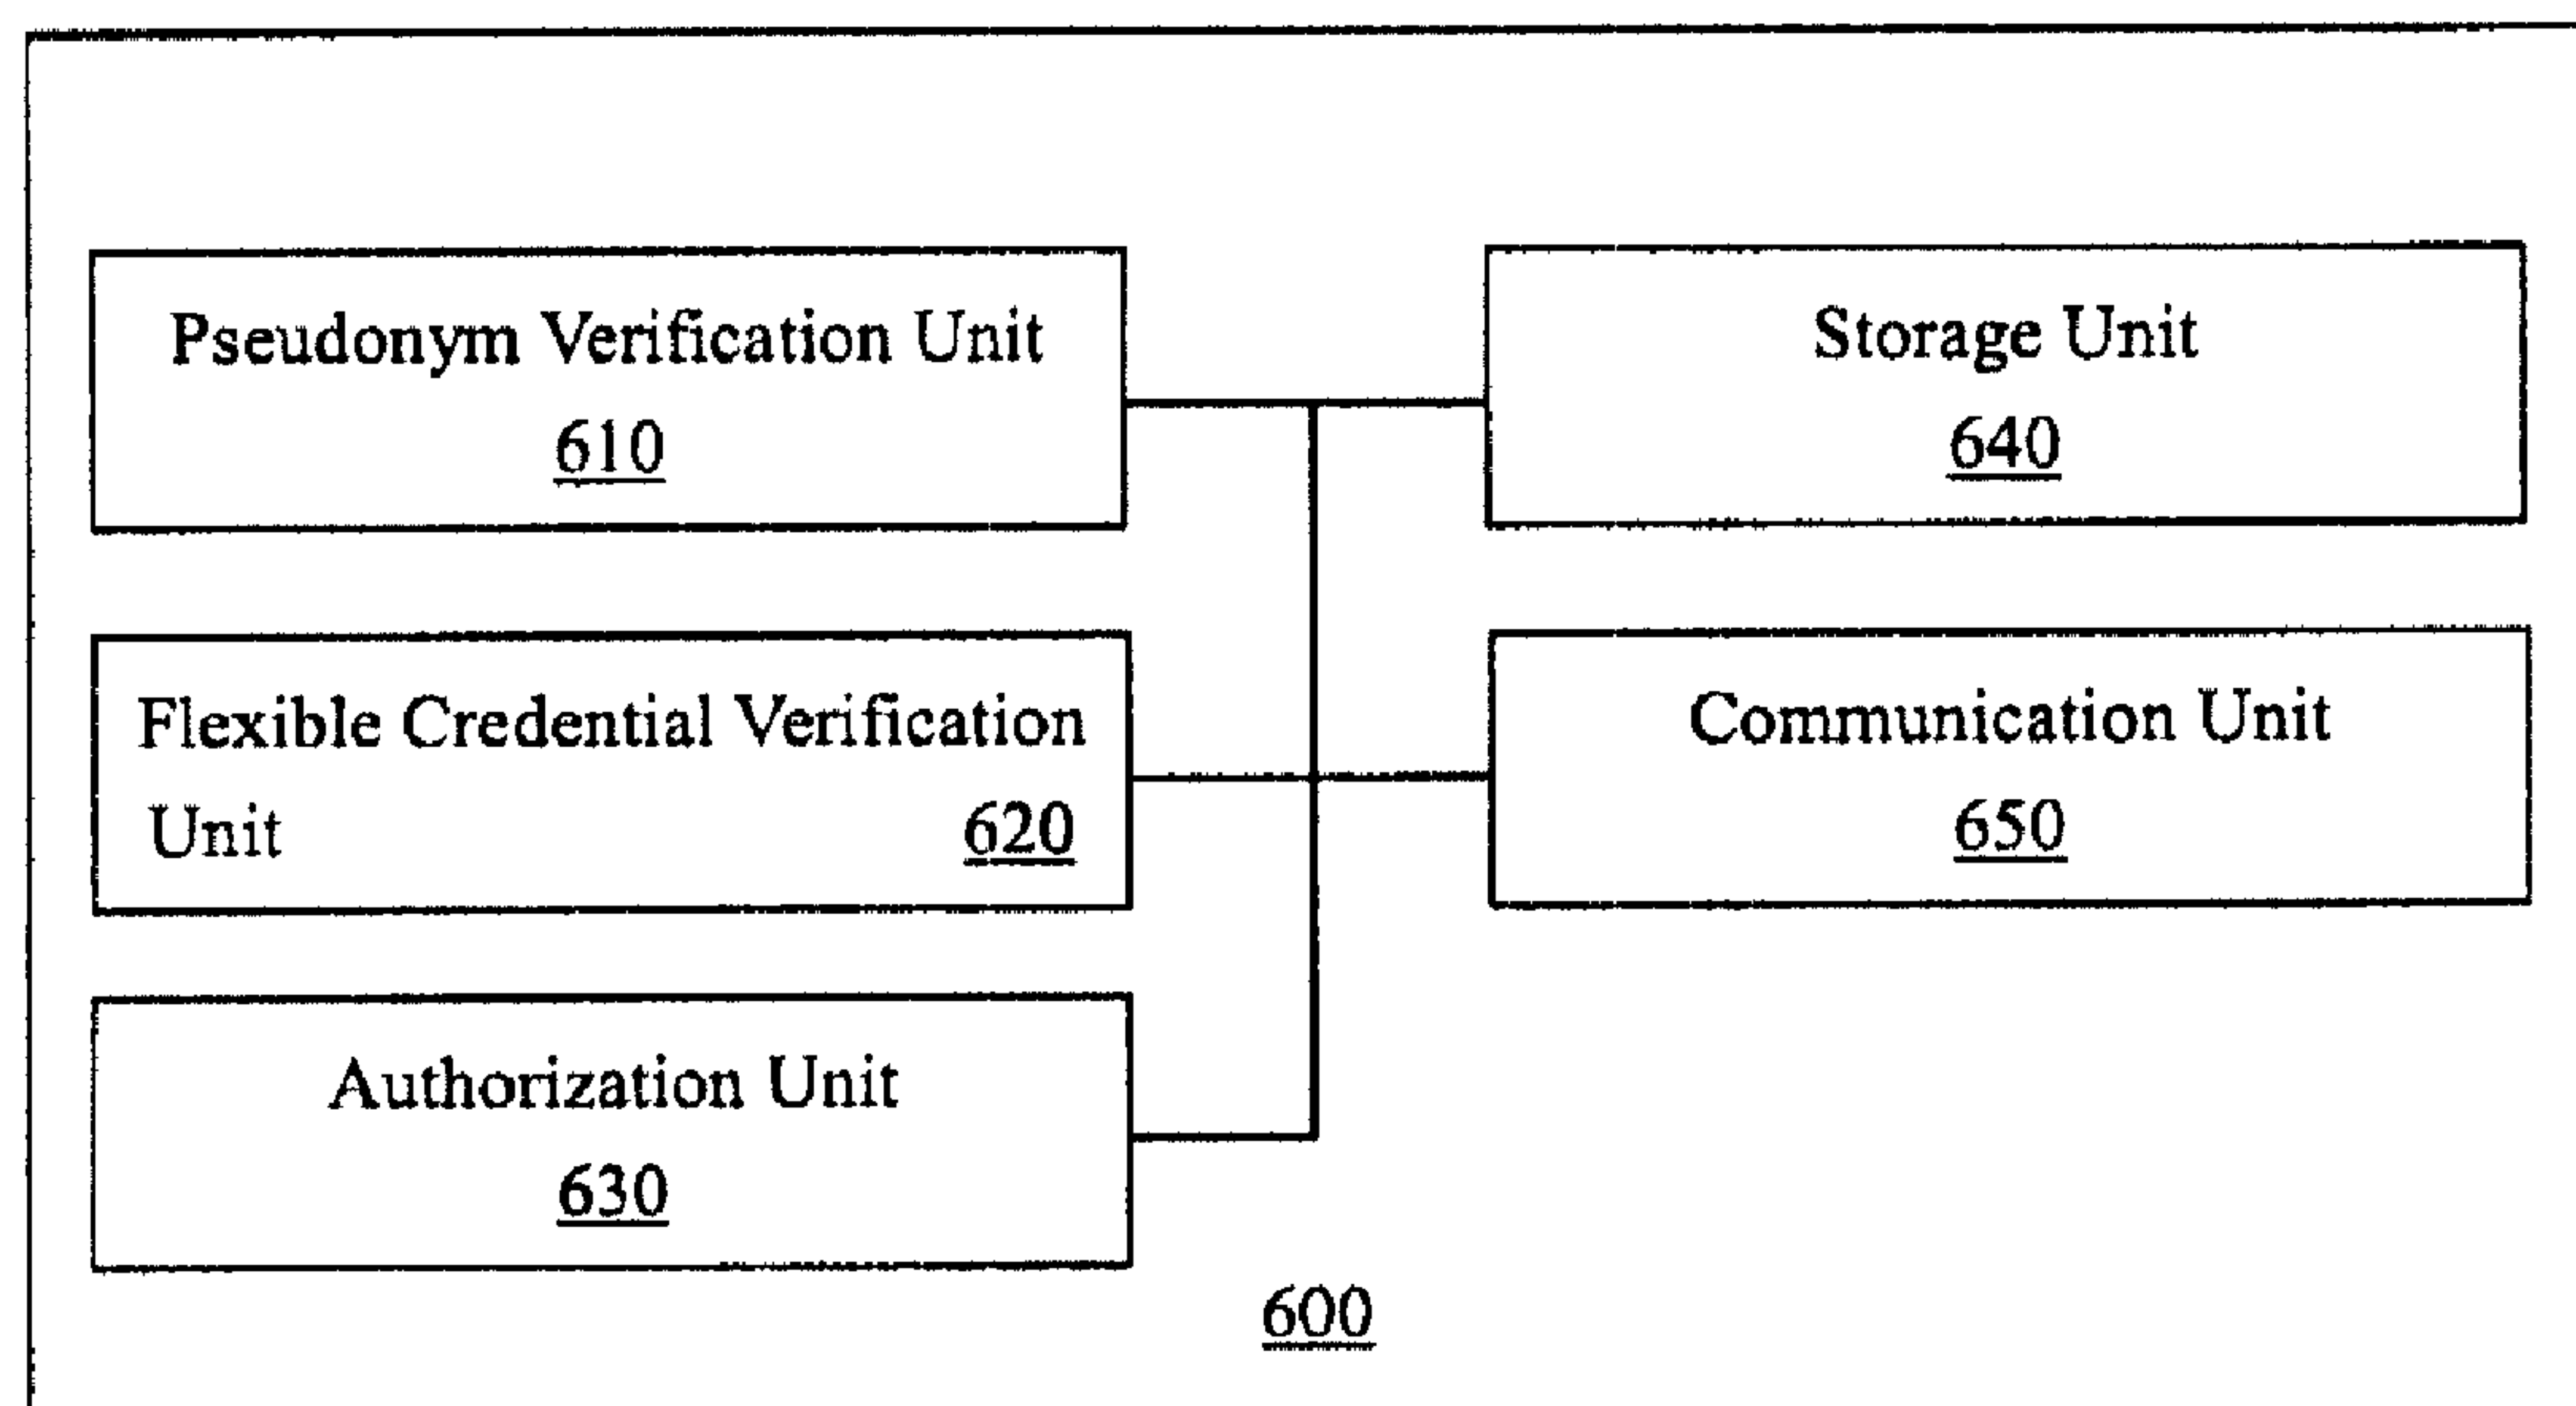 Pseudonym Verification Unit
610
Storage Unit
640
Flexible Credential Verification
Unit 620
Communication Unit
650
Authorization Unit
630
600